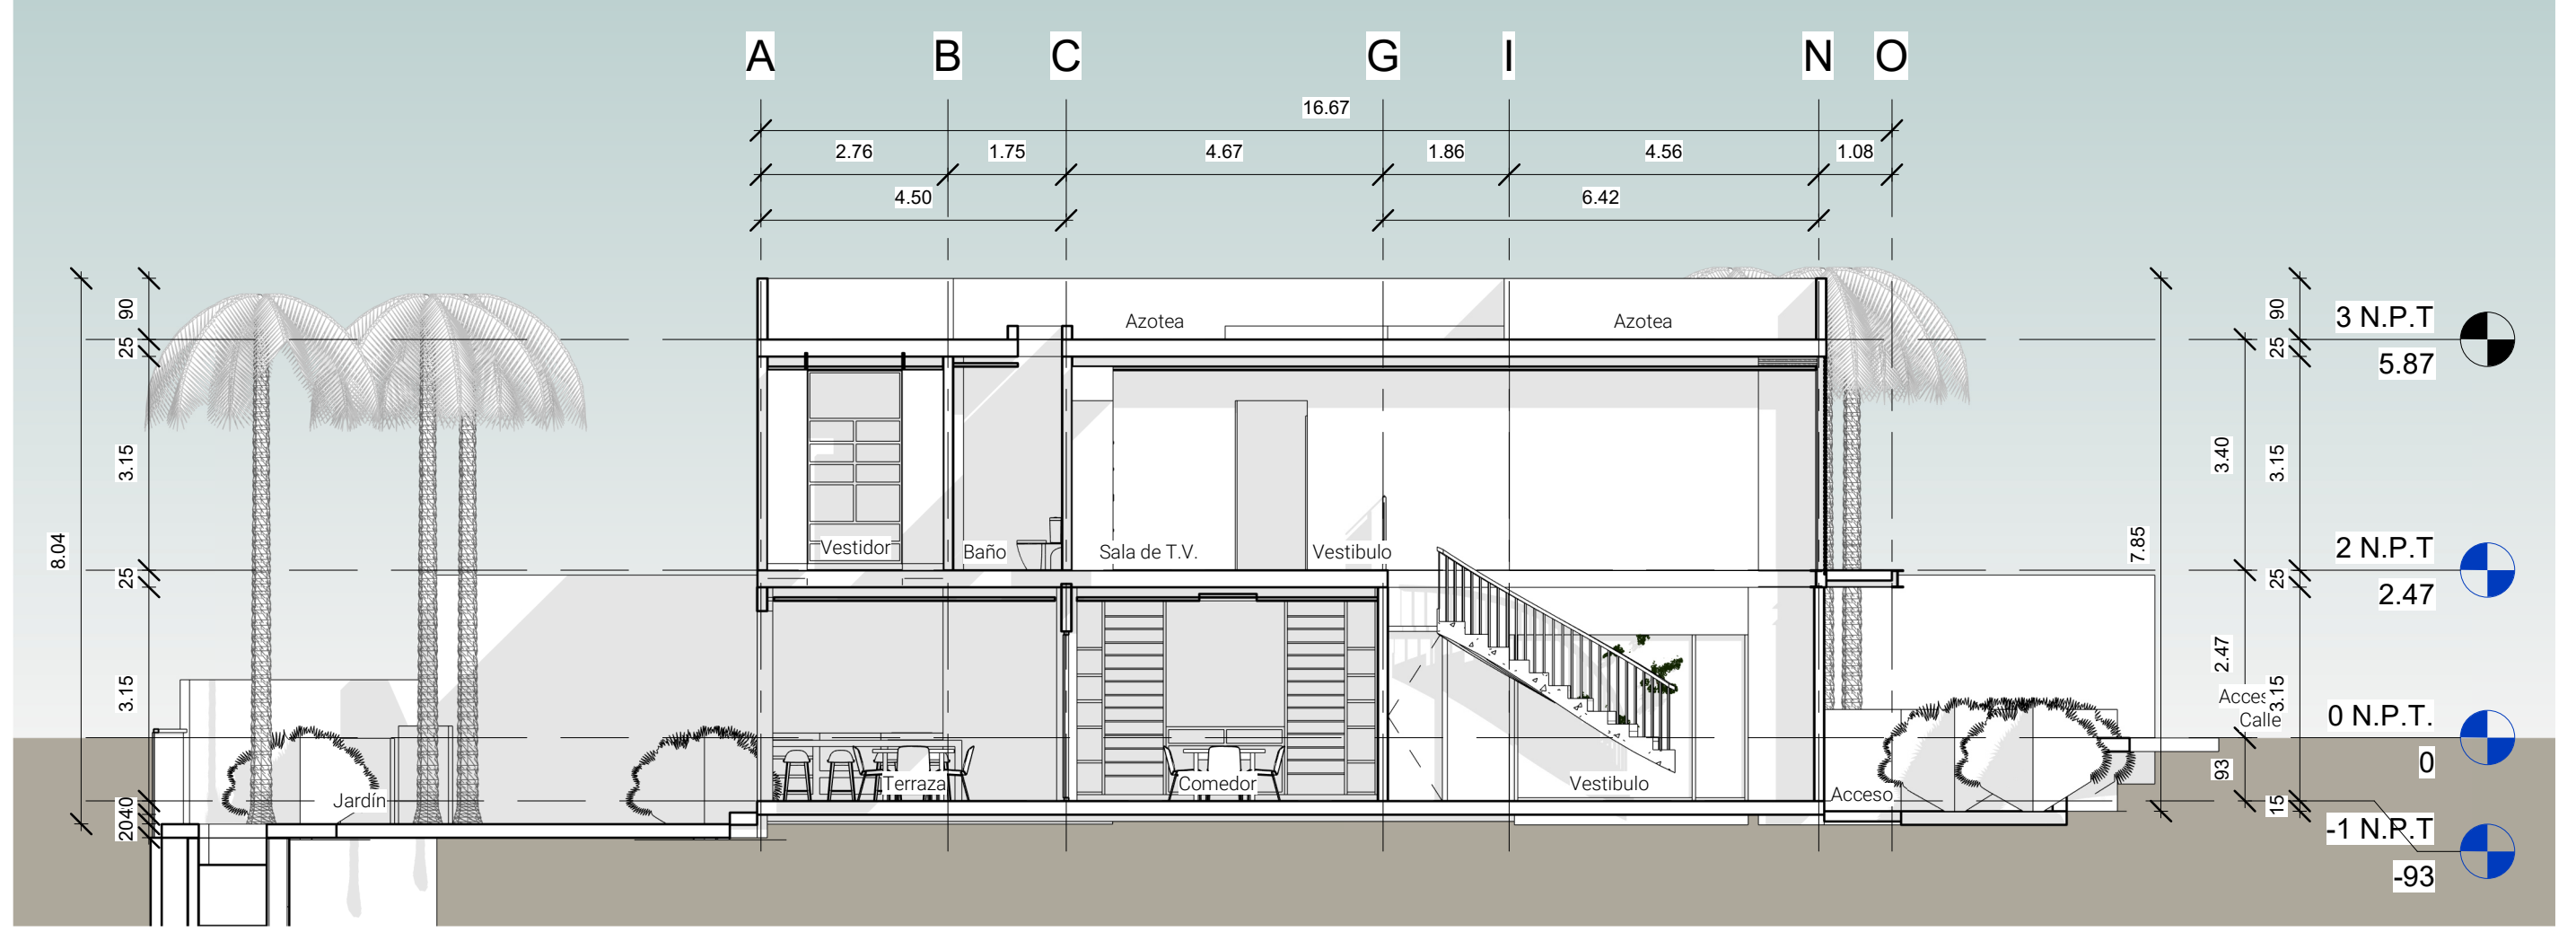 A B C G I N O
16.67
2.76 1.75 4.67 1.86 4.56 1.08
4.50 6.42
Azotea Azotea
90 90 3 N.P.T
25 25 5.87
3.15 3.40 3.15
Vestidor Baño Sala de T.V. Vestibulo
8.04 7.85
2 N.P.T
25 25 2.47
3.15 2.47 3.15
Acces
Calle
0 N.P.T.
0
93
Jardín Terraza Comedor Vestibulo Acceso
40
20 15
-1 N.P.T
-93